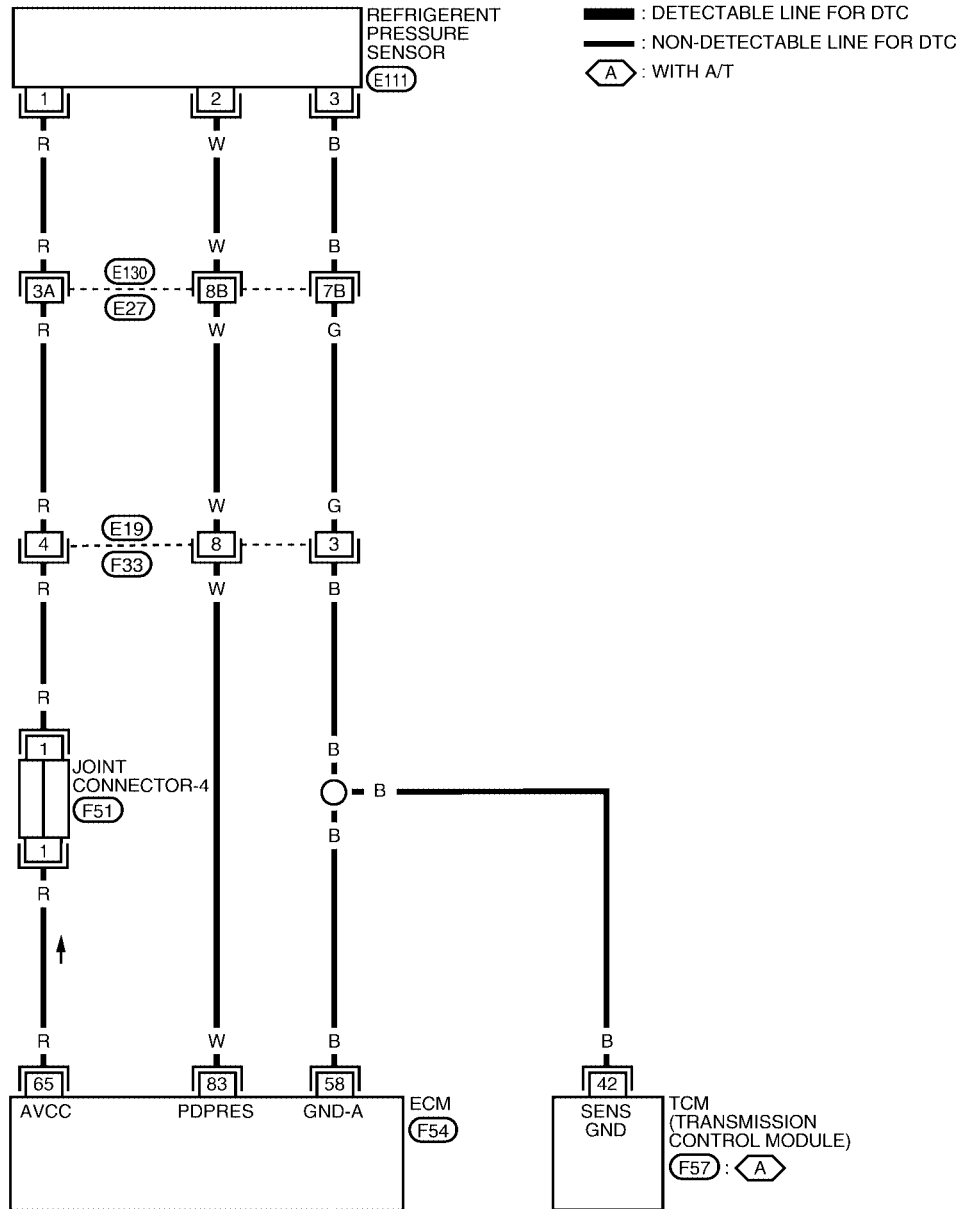 REFRIGERENT
PRESSURE
SENSOR
E111
: DETECTABLE LINE FOR DTC
: NON-DETECTABLE LINE FOR DTC
A : WITH A/T
1 2 3
R W B
R W B
3A E130 8B 7B
E27
R W G
R W G
4 E19 8 3
F33
R W B
R
1
JOINT
CONNECTOR-4
F51
1
R
B
B
B
R W B B
65 83 58 42
AVCC PDPRES GND-A
ECM
F54
SENS
GND
TCM
(TRANSMISSION
CONTROL MODULE)
F57 : A